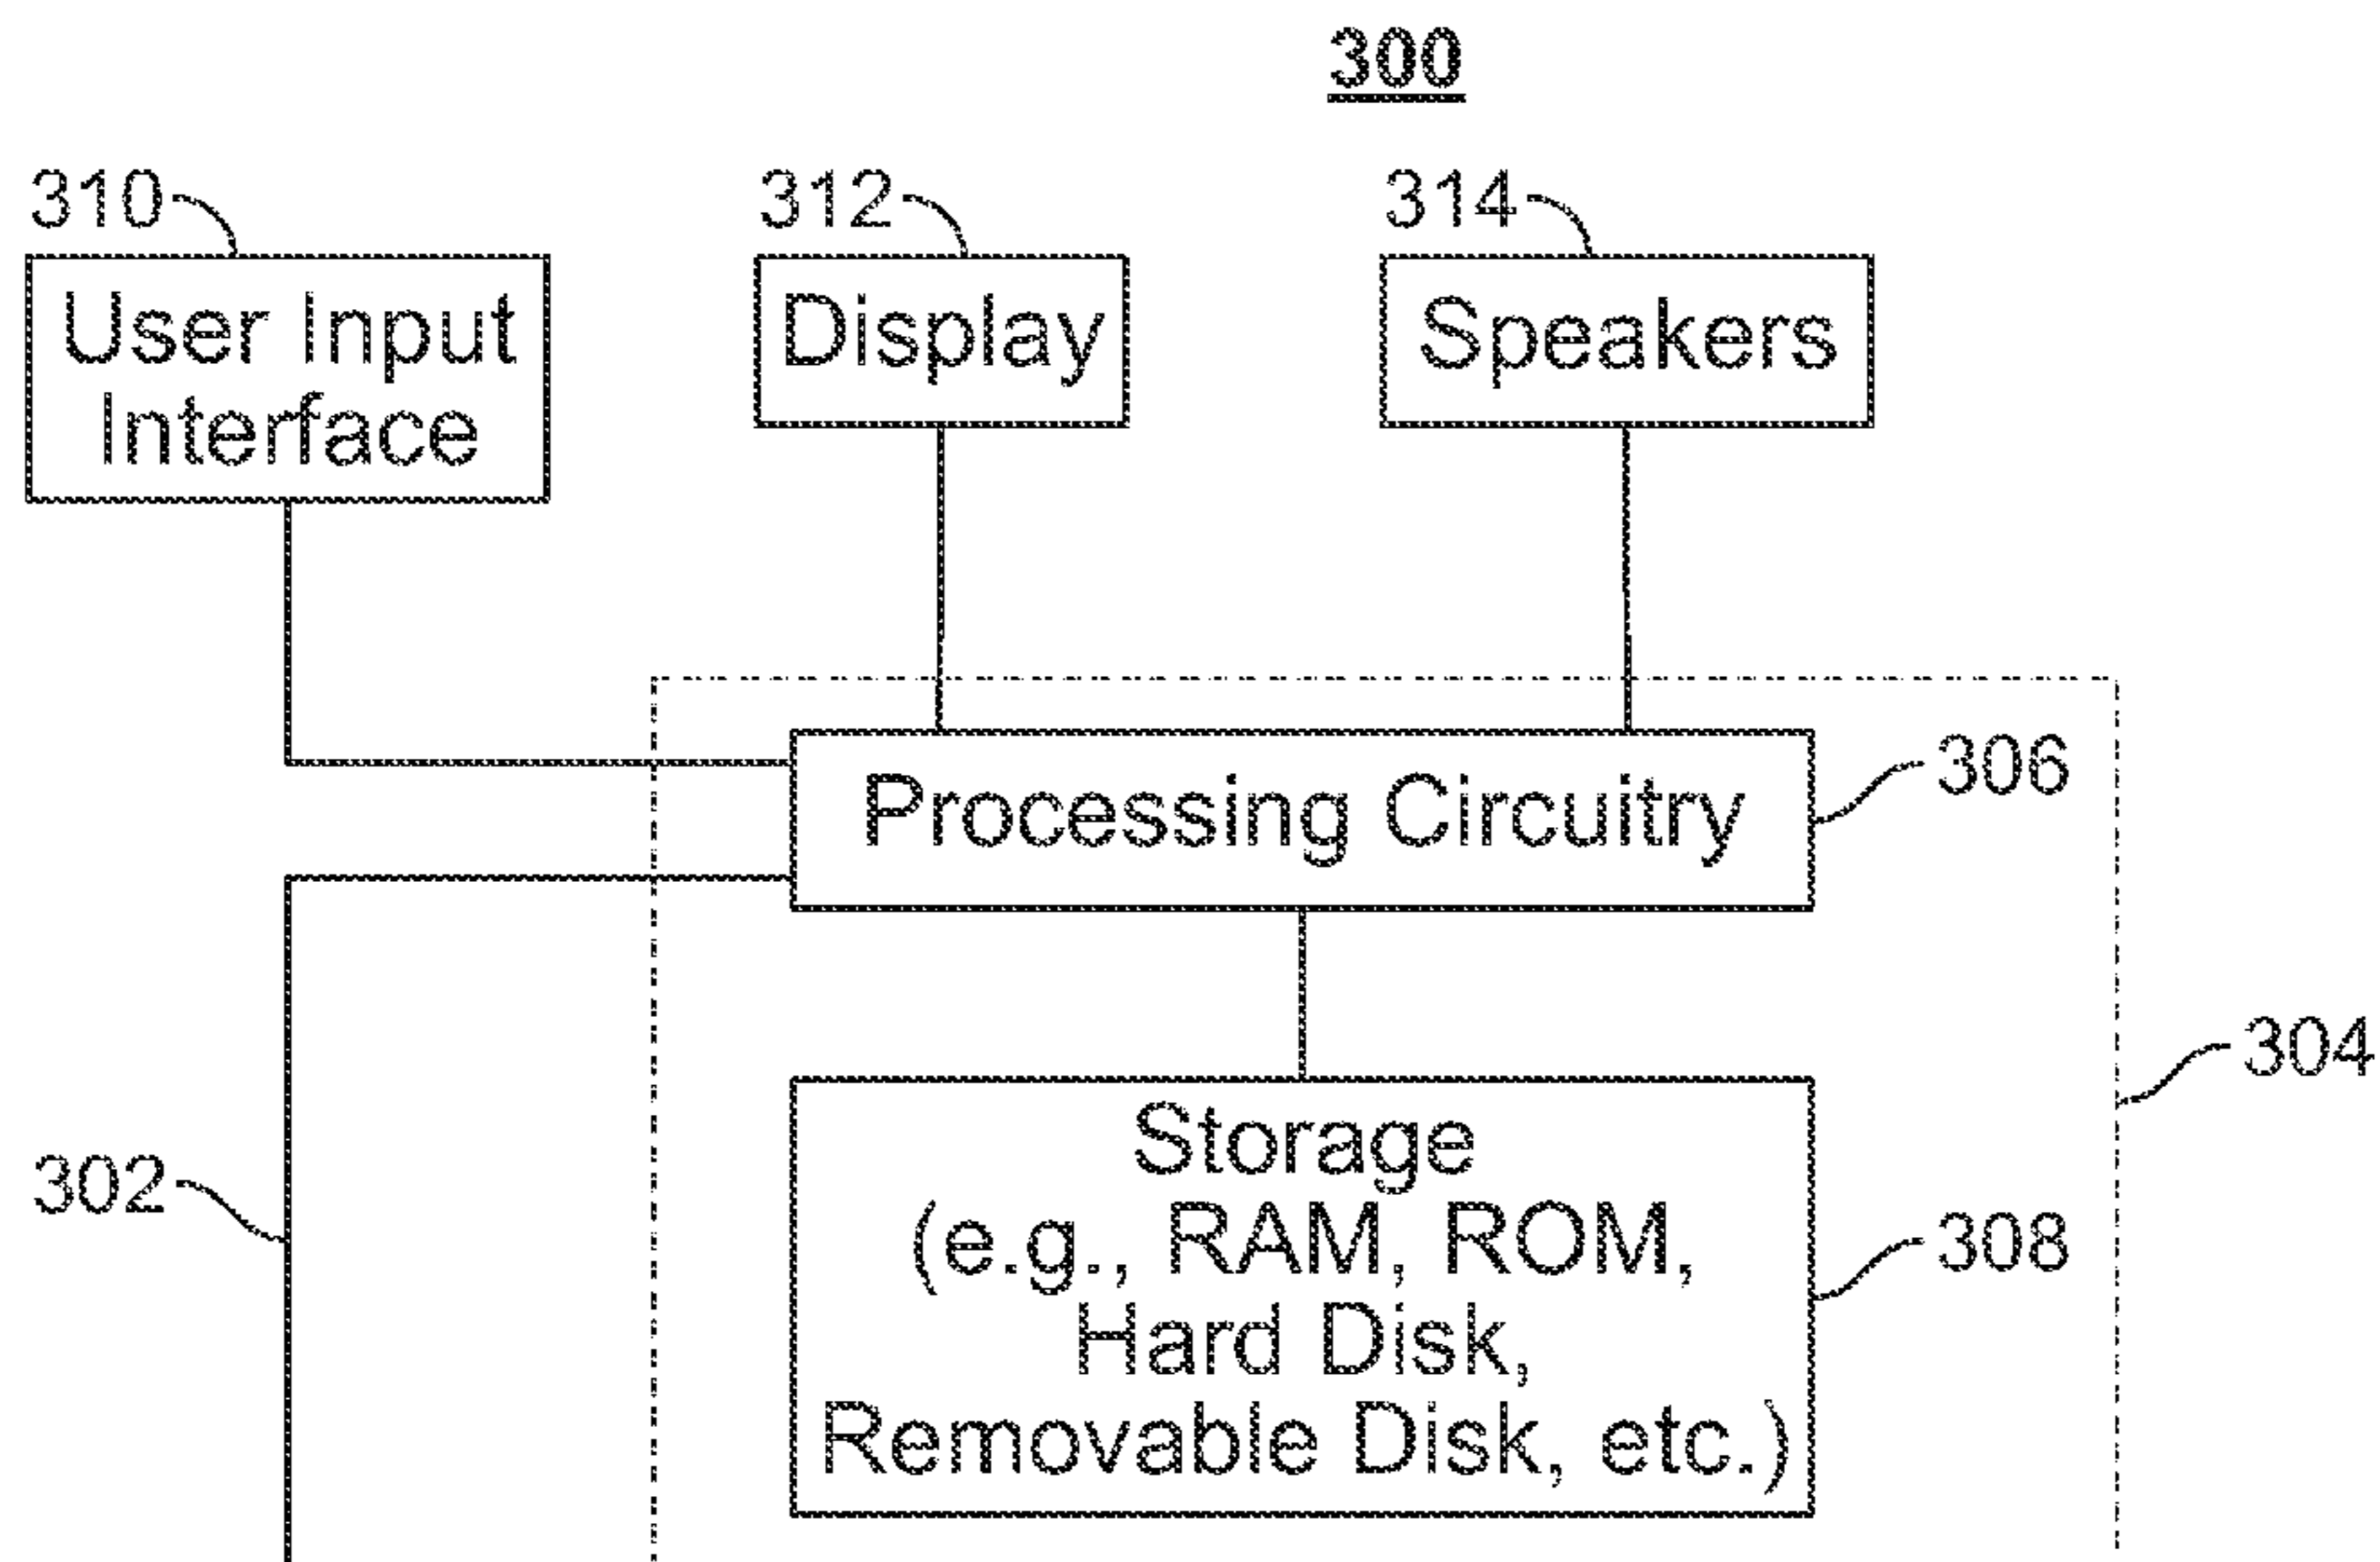 300
310
312
314
User Input
Interface
Display
Speakers
Processing Circuitry
306
304
302
Storage
(e.g., RAM, ROM,
Hard Disk,
Removable Disk, etc.)
308